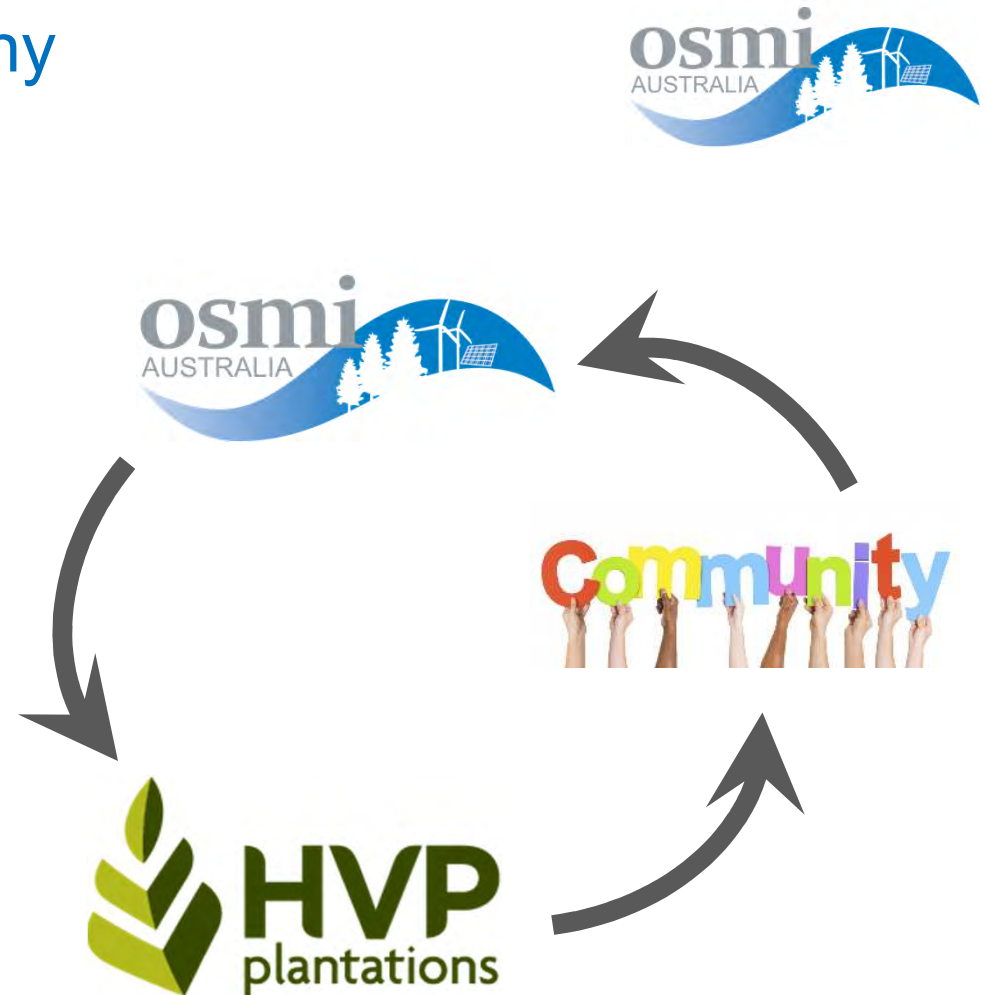 ny
osmi
AUSTRALIA
osmi
AUSTRALIA
Community
HVP
plantations